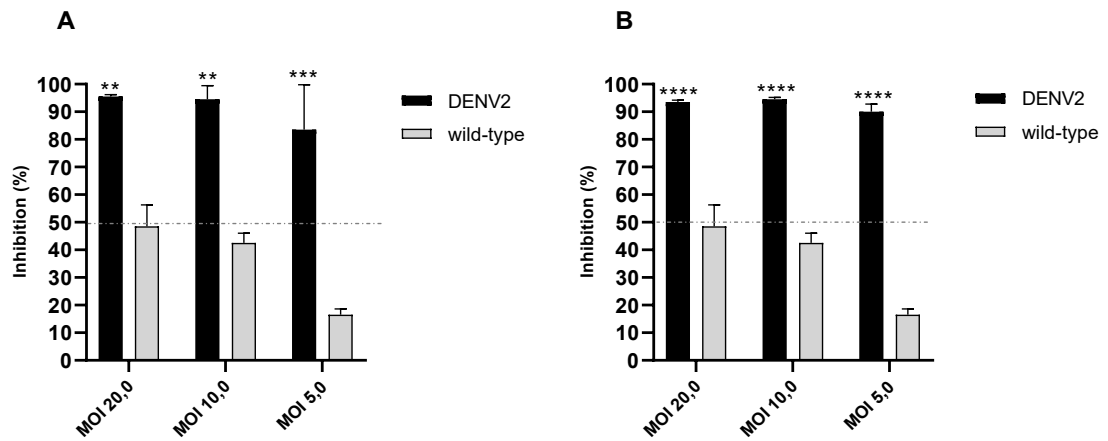 A
Inhibition (%)
100
90
80
70
60
50
40
30
20
10
0
**
**
***
DENV2
wild-type
MOI 20,0
MOI 10,0
MOI 5,0
B
Inhibition (%)
100
90
80
70
60
50
40
30
20
10
0
****
****
****
DENV2
wild-type
MOI 20,0
MOI 10,0
MOI 5,0